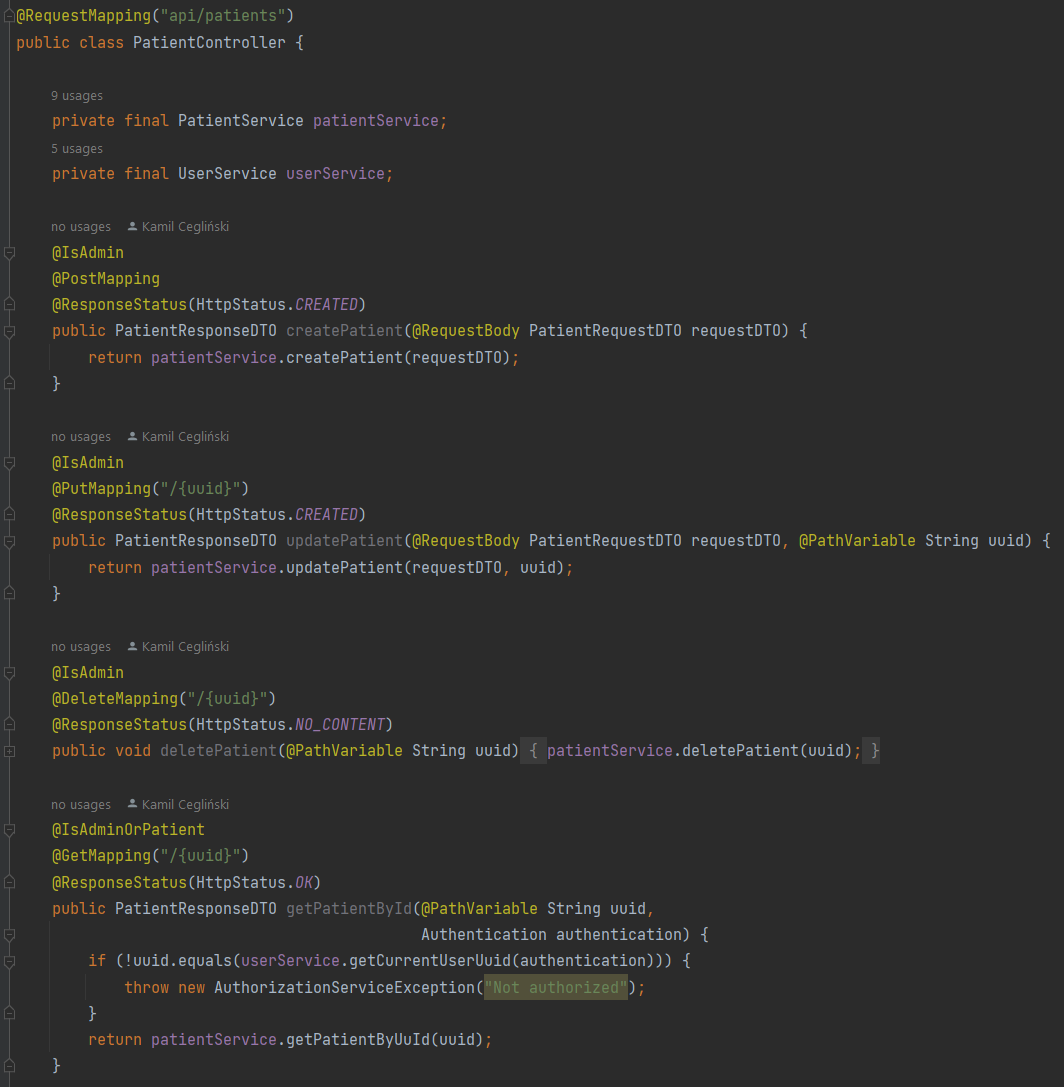 @RequestMapping("api/patients")
public class PatientController {
9 usages
private final PatientService patientService;
5 usages
private final UserService userService;
no usages Kamil Cegliński
@IsAdmin
@PostMapping
@ResponseStatus(HttpStatus.CREATED)
public PatientResponseDTO createPatient(@RequestBody PatientRequestDTO requestDTO) {
return patientService.createPatient(requestDTO);
}
no usages Kamil Cegliński
@IsAdmin
@PutMapping("/{uuid}")
@ResponseStatus(HttpStatus.CREATED)
public PatientResponseDTO updatePatient(@RequestBody PatientRequestDTO requestDTO, @PathVariable String uuid) {
return patientService.updatePatient(requestDTO, uuid);
}
no usages Kamil Cegliński
@IsAdmin
@DeleteMapping("/{uuid}")
@ResponseStatus(HttpStatus.NO_CONTENT)
public void deletePatient(@PathVariable String uuid) { patientService.deletePatient(uuid); }
no usages Kamil Cegliński
@IsAdminOrPatient
@GetMapping("/{uuid}")
@ResponseStatus(HttpStatus.OK)
public PatientResponseDTO getPatientById(@PathVariable String uuid,
Authentication authentication) {
if (!uuid.equals(userService.getCurrentUserUuid(authentication))) {
throw new AuthorizationServiceException("Not authorized");
}
return patientService.getPatientByUuId(uuid);
}